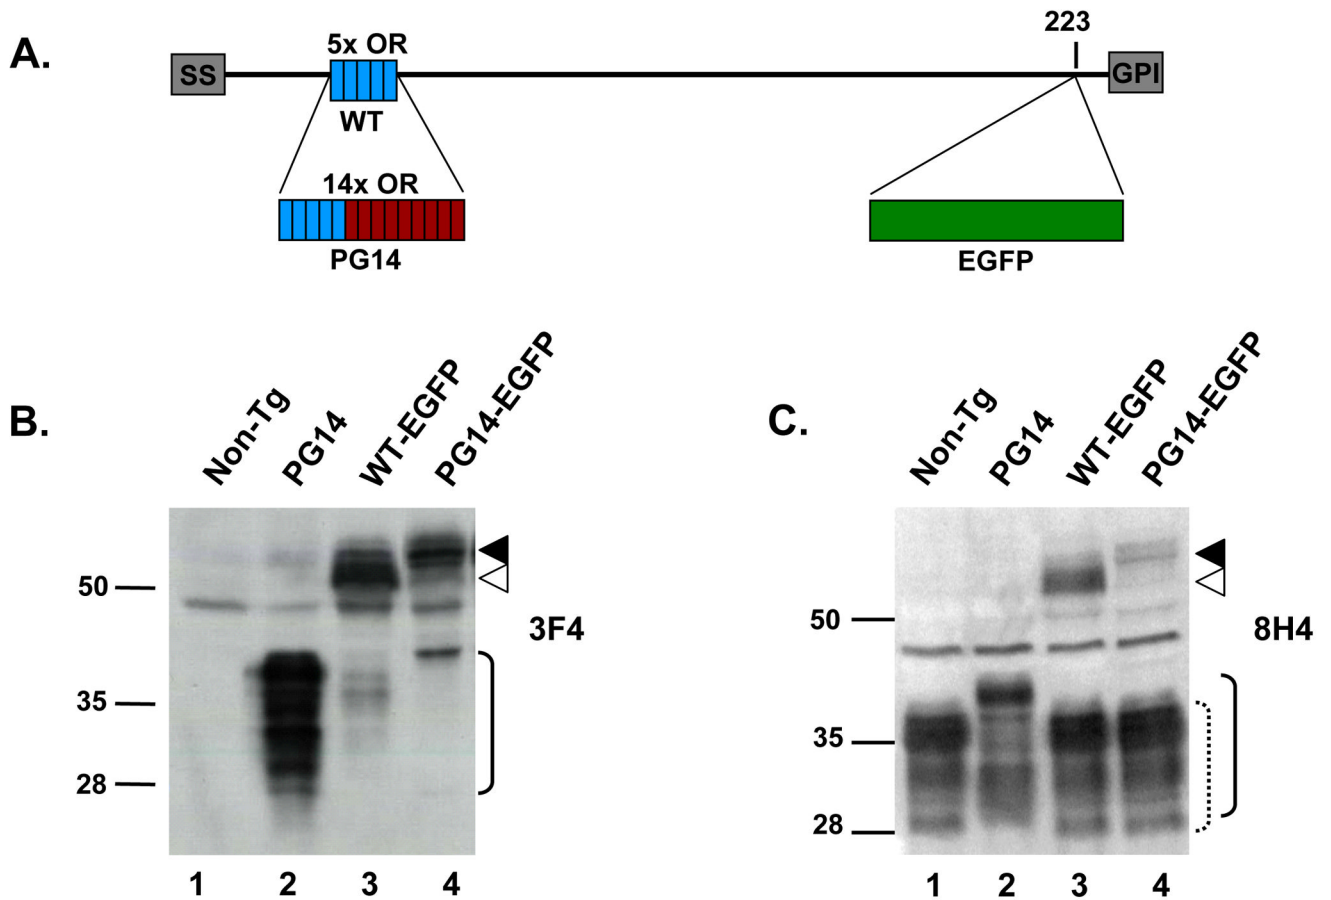 A.
223
5x OR
SS
GPI
WT
14x OR
PG14
EGFP
B.
Non-Tg
PG14
WT-EGFP
PG14-EGFP
50
35
28
3F4
1 2 3 4
C.
Non-Tg
PG14
WT-EGFP
PG14-EGFP
50
35
28
8H4
1 2 3 4